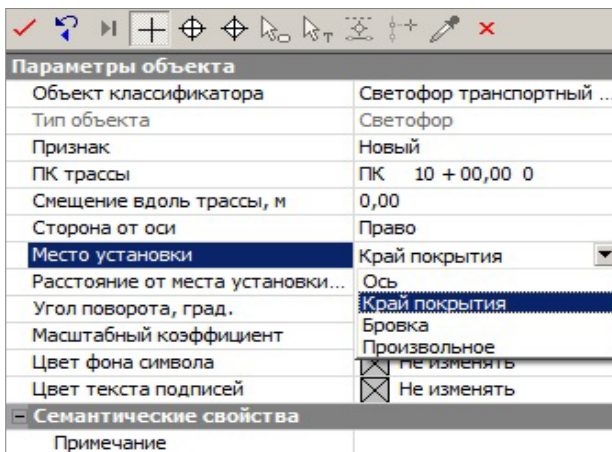 Параметры объекта
Объект классификатора Светофор транспортный ...
Тип объекта Светофор
Признак Новый
ПК трассы ПК 10 + 00,00 0
Смещение вдоль трассы, м 0,00
Сторона от оси Право
Место установки Край покрытия
Расстояние от места установки... Ось
Угол поворота, град. Край покрытия
Бровка
Масштабный коэффициент Произвольное
Цвет фона символа Не изменять
Цвет текста подписей Не изменять
Семантические свойства
Примечание